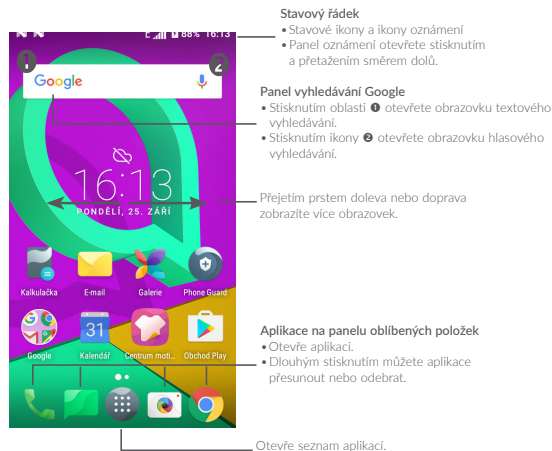 Stavový řádek
• Stavové ikony a ikony oznámení
• Panel oznámení otevřete stisknutím
a přetažením směrem dolů.
88% 16:13
1
2
Google
Panel vyhledávání Google
• Stisknutím oblasti ❶ otevřete obrazovku textového
vyhledávání.
• Stisknutím ikony ❷ otevřete obrazovku hlasového
vyhledávání.
16:13
PONDĚLÍ, 25. ZÁŘÍ
Přejetím prstem doleva nebo doprava
zobrazíte více obrazovek.
Kalkulačka E-mail Galerie Phone Guard
31
Google Kalendář Centrum moti... Obchod Play
Aplikace na panelu oblíbených položek
• Otevře aplikaci.
• Dlouhým stisknutím můžete aplikace
přesunout nebo odebrat.
Otevře seznam aplikací.